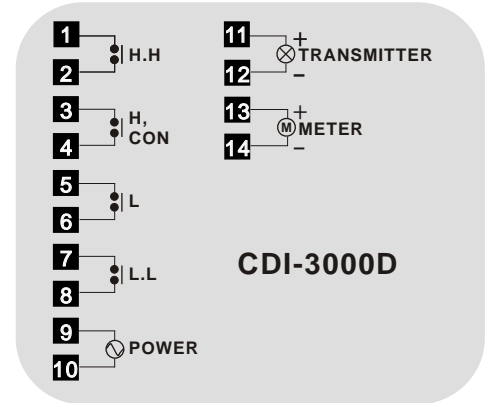 1
2
H.H
3
4
H,
CON
5
6
L
7
8
L.L
9
10
POWER
11
12
+
TRANSMITTER
−
13
14
+
M
METER
−
CDI-3000D